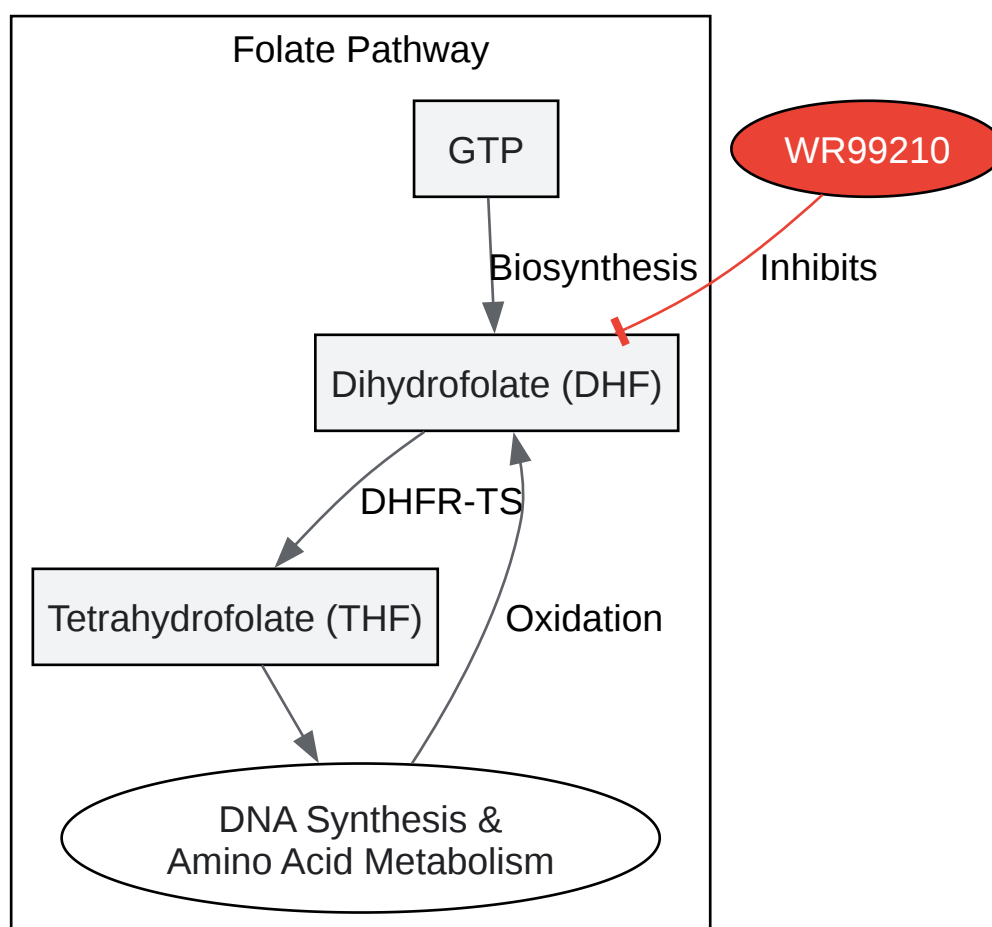 Folate Pathway
GTP
WR99210
Biosynthesis
Inhibits
Dihydrofolate (DHF)
DHFR-TS
Tetrahydrofolate (THF)
Oxidation
DNA Synthesis &
Amino Acid Metabolism